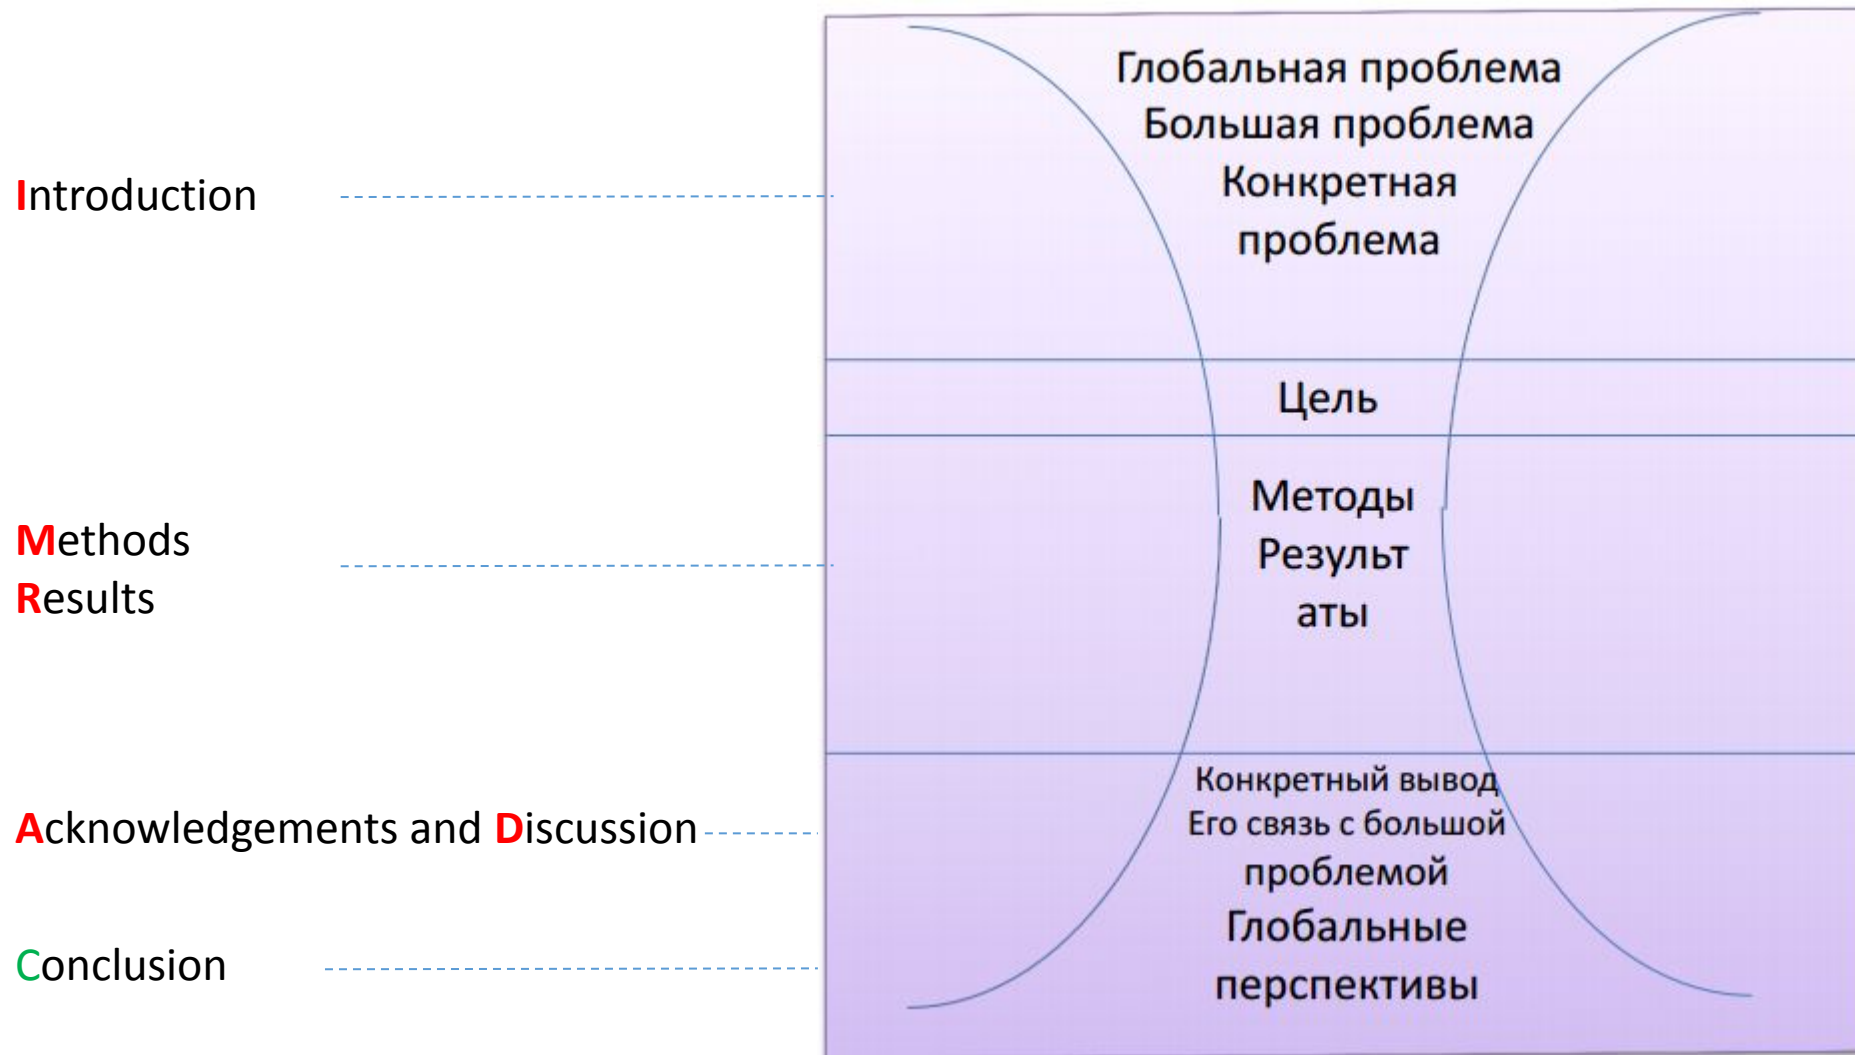 Глобальная проблема
Большая проблема
Конкретная
проблема
Introduction
Цель
Методы
Результ
аты
Methods
Results
Конкретный вывод
Его связь с большой
проблемой
Глобальные
перспективы
Acknowledgements and Discussion
Conclusion